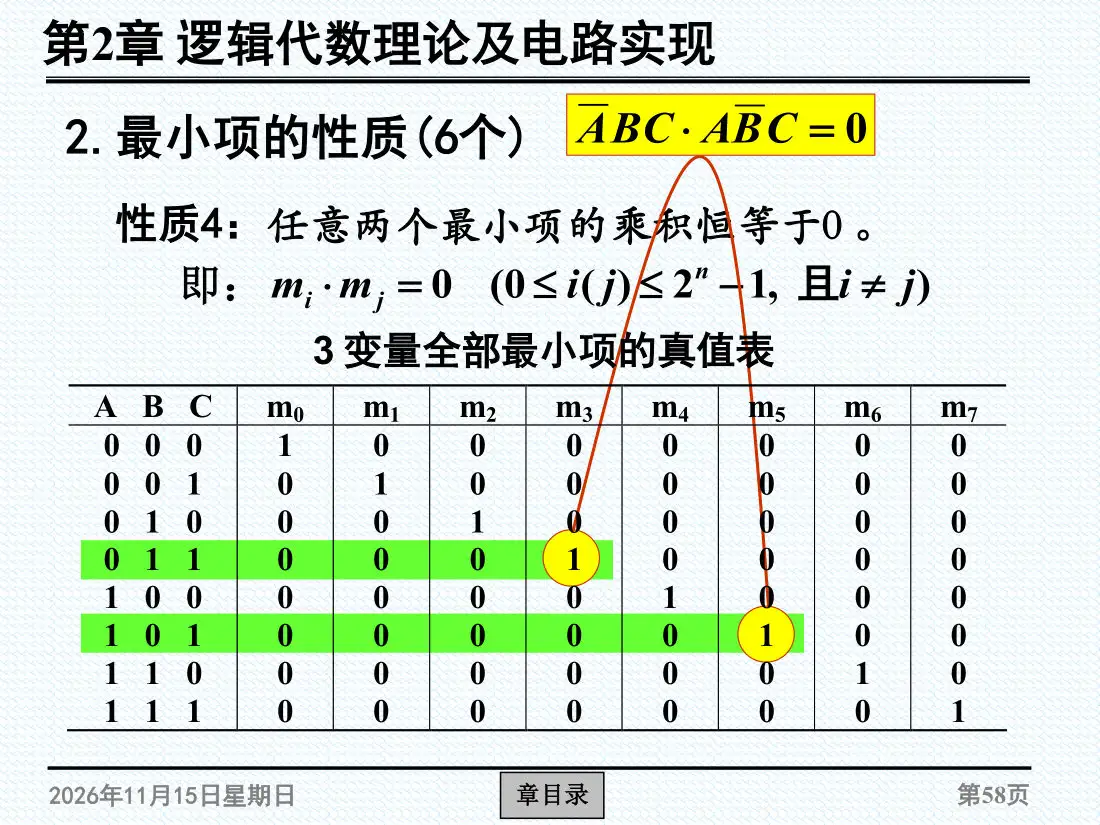 第2章 逻辑代数理论及电路实现
2.最小项的性质(6个)
A̅BC·AB̅C=0
性质4：任意两个最小项的乘积恒等于0。
即：mᵢ·mⱼ=0 (0≤i(j)≤2ⁿ−1, 且i≠j)
3变量全部最小项的真值表
A B C m₀ m₁ m₂ m₃ m₄ m₅ m₆ m₇
0 0 0 1 0 0 0 0 0 0 0
0 0 1 0 1 0 0 0 0 0 0
0 1 0 0 0 1 0 0 0 0 0
0 1 1 0 0 0 1 0 0 0 0
1 0 0 0 0 0 0 1 0 0 0
1 0 1 0 0 0 0 0 1 0 0
1 1 0 0 0 0 0 0 0 1 0
1 1 1 0 0 0 0 0 0 0 1
2026年11月15日星期日
章目录
第58页